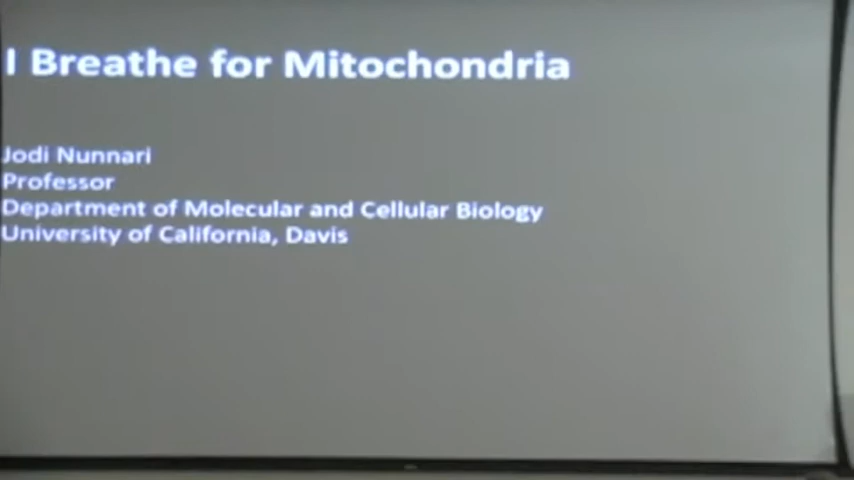 I Breathe for Mitochondria
Jodi Nunnari
Professor
Department of Molecular and Cellular Biology
University of California, Davis